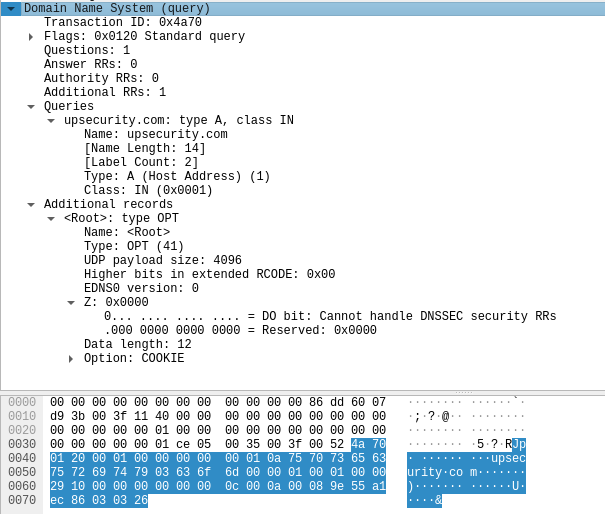 Domain Name System (query)
Transaction ID: 0x4a70
Flags: 0x0120 Standard query
Questions: 1
Answer RRs: 0
Authority RRs: 0
Additional RRs: 1
Queries
upsecurity.com: type A, class IN
Name: upsecurity.com
[Name Length: 14]
[Label Count: 2]
Type: A (Host Address) (1)
Class: IN (0x0001)
Additional records
<Root>: type OPT
Name: <Root>
Type: OPT (41)
UDP payload size: 4096
Higher bits in extended RCODE: 0x00
EDNS0 version: 0
Z: 0x0000
0... .... .... .... = DO bit: Cannot handle DNSSEC security RRs
.000 0000 0000 0000 = Reserved: 0x0000
Data length: 12
Option: COOKIE
0000 00 00 00 00 00 00 00 00 00 00 00 00 86 dd 60 07 ········ ······`·
0010 d9 3b 00 3f 11 40 00 00 00 00 00 00 00 00 00 00 ·;·?·@·· ········
0020 00 00 00 00 00 01 00 00 00 00 00 00 00 00 00 00 ········ ········
0030 00 00 00 00 00 01 ce 05 00 35 00 3f 00 52 4a 70 ········ ·5·?·RJp
0040 01 20 00 01 00 00 00 00 00 01 0a 75 70 73 65 63 · ······ ···upsec
0050 75 72 69 74 79 03 63 6f 6d 00 00 01 00 01 00 00 urity·co m·······
0060 29 10 00 00 00 00 00 00 0c 00 0a 00 08 9e 55 a1 )······· ······U·
0070 ec 86 03 03 26 ····&